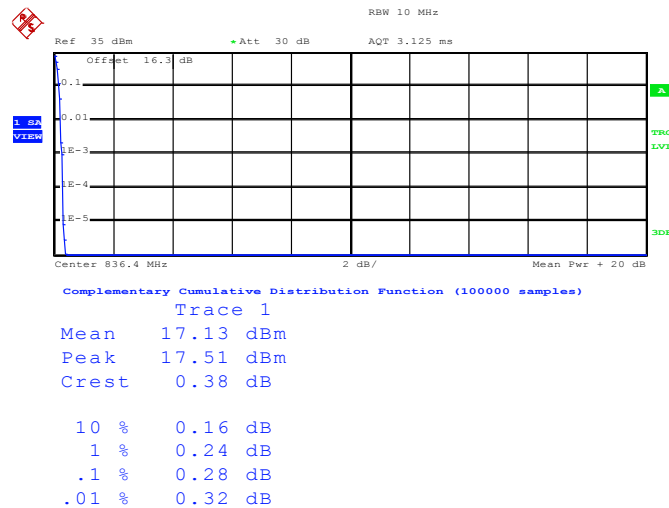 R&S
RBW 10 MHz
Ref 35 dBm * Att 30 dB AQT 3.125 ms
Offset 16.3 dB
0.1
A
0.01
1 SA
VIEW
TRG
LVL
1E-3
1E-4
1E-5
3DB
Center 836.4 MHz 2 dB/ Mean Pwr + 20 dB
Complementary Cumulative Distribution Function (100000 samples)
Trace 1
Mean 17.13 dBm
Peak 17.51 dBm
Crest 0.38 dB
10 % 0.16 dB
1 % 0.24 dB
.1 % 0.28 dB
.01 % 0.32 dB